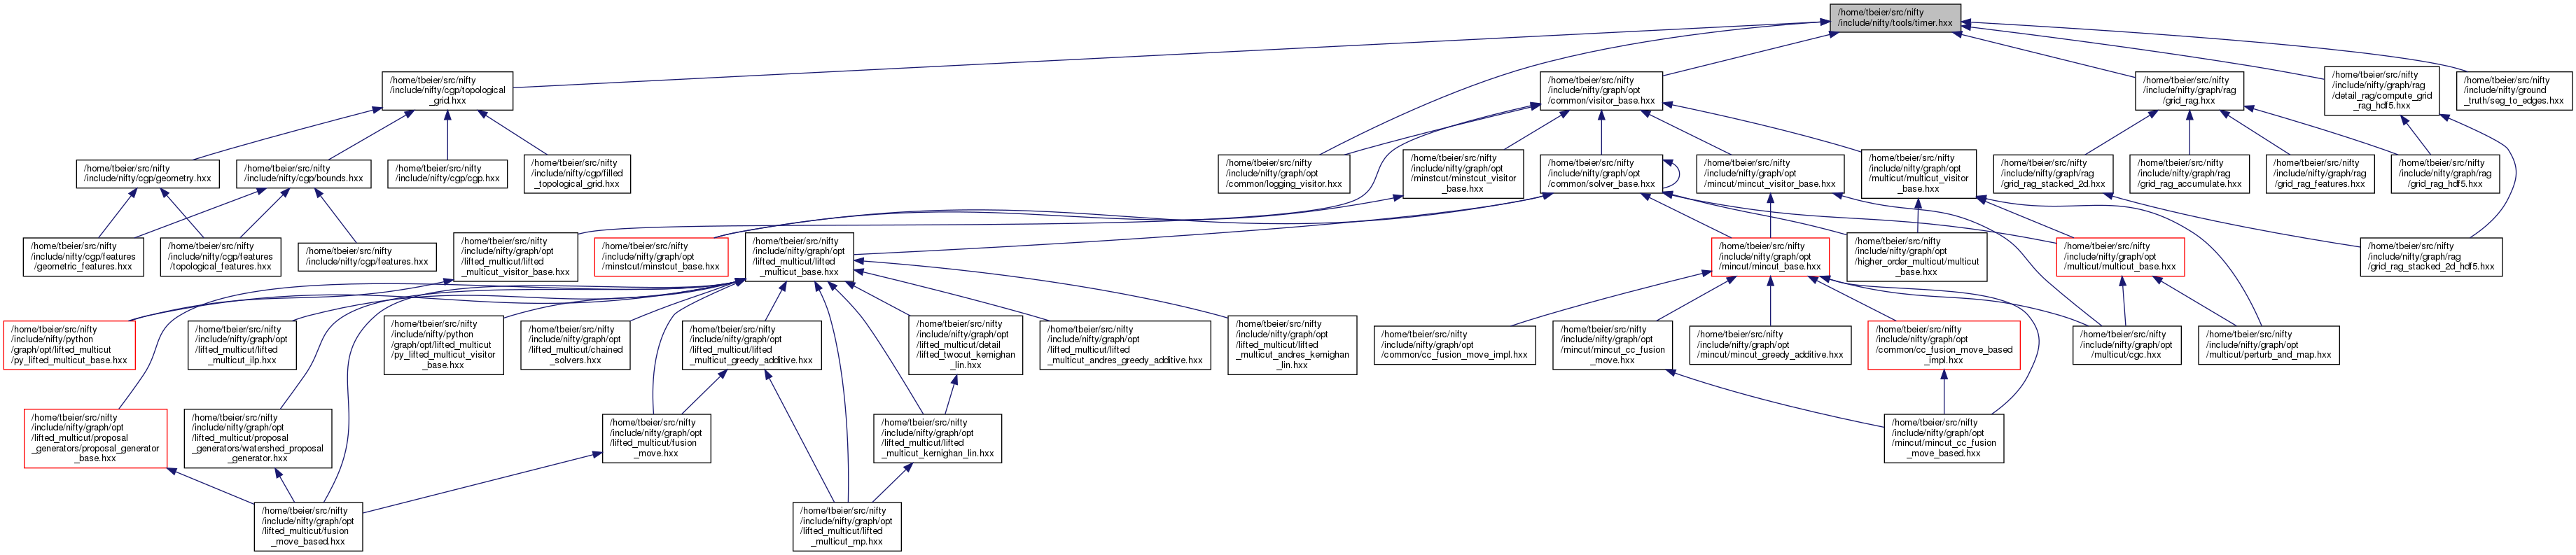 /home/tbeier/src/nifty
/include/nifty/tools/timer.hxx
/home/tbeier/src/nifty
/include/nifty/cgp/topological
_grid.hxx
/home/tbeier/src/nifty
/include/nifty/graph/opt
/common/visitor_base.hxx
/home/tbeier/src/nifty
/include/nifty/graph/rag
/grid_rag.hxx
/home/tbeier/src/nifty
/include/nifty/graph/rag
/detail_rag/compute_grid
_rag_hdf5.hxx
/home/tbeier/src/nifty
/include/nifty/ground
_truth/seg_to_edges.hxx
/home/tbeier/src/nifty
/include/nifty/cgp/geometry.hxx
/home/tbeier/src/nifty
/include/nifty/cgp/bounds.hxx
/home/tbeier/src/nifty
/include/nifty/cgp/cgp.hxx
/home/tbeier/src/nifty
/include/nifty/cgp/filled
_topological_grid.hxx
/home/tbeier/src/nifty
/include/nifty/graph/opt
/common/logging_visitor.hxx
/home/tbeier/src/nifty
/include/nifty/graph/opt
/minstcut/minstcut_visitor
_base.hxx
/home/tbeier/src/nifty
/include/nifty/graph/opt
/common/solver_base.hxx
/home/tbeier/src/nifty
/include/nifty/graph/opt
/mincut/mincut_visitor_base.hxx
/home/tbeier/src/nifty
/include/nifty/graph/opt
/multicut/multicut_visitor
_base.hxx
/home/tbeier/src/nifty
/include/nifty/graph/rag
/grid_rag_stacked_2d.hxx
/home/tbeier/src/nifty
/include/nifty/graph/rag
/grid_rag_accumulate.hxx
/home/tbeier/src/nifty
/include/nifty/graph/rag
/grid_rag_features.hxx
/home/tbeier/src/nifty
/include/nifty/graph/rag
/grid_rag_hdf5.hxx
/home/tbeier/src/nifty
/include/nifty/cgp/features
/geometric_features.hxx
/home/tbeier/src/nifty
/include/nifty/cgp/features
/topological_features.hxx
/home/tbeier/src/nifty
/include/nifty/cgp/features.hxx
/home/tbeier/src/nifty
/include/nifty/graph/opt
/lifted_multicut/lifted
_multicut_visitor_base.hxx
/home/tbeier/src/nifty
/include/nifty/graph/opt
/minstcut/minstcut_base.hxx
/home/tbeier/src/nifty
/include/nifty/graph/opt
/lifted_multicut/lifted
_multicut_base.hxx
/home/tbeier/src/nifty
/include/nifty/graph/opt
/mincut/mincut_base.hxx
/home/tbeier/src/nifty
/include/nifty/graph/opt
/higher_order_multicut/multicut
_base.hxx
/home/tbeier/src/nifty
/include/nifty/graph/opt
/multicut/multicut_base.hxx
/home/tbeier/src/nifty
/include/nifty/graph/rag
/grid_rag_stacked_2d_hdf5.hxx
/home/tbeier/src/nifty
/include/nifty/python
/graph/opt/lifted_multicut
/py_lifted_multicut_base.hxx
/home/tbeier/src/nifty
/include/nifty/graph/opt
/lifted_multicut/lifted
_multicut_ilp.hxx
/home/tbeier/src/nifty
/include/nifty/python
/graph/opt/lifted_multicut
/py_lifted_multicut_visitor
_base.hxx
/home/tbeier/src/nifty
/include/nifty/graph/opt
/lifted_multicut/chained
_solvers.hxx
/home/tbeier/src/nifty
/include/nifty/graph/opt
/lifted_multicut/lifted
_multicut_greedy_additive.hxx
/home/tbeier/src/nifty
/include/nifty/graph/opt
/lifted_multicut/detail
/lifted_twocut_kernighan
_lin.hxx
/home/tbeier/src/nifty
/include/nifty/graph/opt
/lifted_multicut/lifted
_multicut_andres_greedy_additive.hxx
/home/tbeier/src/nifty
/include/nifty/graph/opt
/lifted_multicut/lifted
_multicut_andres_kernighan
_lin.hxx
/home/tbeier/src/nifty
/include/nifty/graph/opt
/common/cc_fusion_move_impl.hxx
/home/tbeier/src/nifty
/include/nifty/graph/opt
/mincut/mincut_cc_fusion
_move.hxx
/home/tbeier/src/nifty
/include/nifty/graph/opt
/mincut/mincut_greedy_additive.hxx
/home/tbeier/src/nifty
/include/nifty/graph/opt
/common/cc_fusion_move_based
_impl.hxx
/home/tbeier/src/nifty
/include/nifty/graph/opt
/multicut/cgc.hxx
/home/tbeier/src/nifty
/include/nifty/graph/opt
/multicut/perturb_and_map.hxx
/home/tbeier/src/nifty
/include/nifty/graph/opt
/lifted_multicut/proposal
_generators/proposal_generator
_base.hxx
/home/tbeier/src/nifty
/include/nifty/graph/opt
/lifted_multicut/proposal
_generators/watershed_proposal
_generator.hxx
/home/tbeier/src/nifty
/include/nifty/graph/opt
/lifted_multicut/fusion
_move.hxx
/home/tbeier/src/nifty
/include/nifty/graph/opt
/lifted_multicut/lifted
_multicut_kernighan_lin.hxx
/home/tbeier/src/nifty
/include/nifty/graph/opt
/mincut/mincut_cc_fusion
_move_based.hxx
/home/tbeier/src/nifty
/include/nifty/graph/opt
/lifted_multicut/fusion
_move_based.hxx
/home/tbeier/src/nifty
/include/nifty/graph/opt
/lifted_multicut/lifted
_multicut_mp.hxx